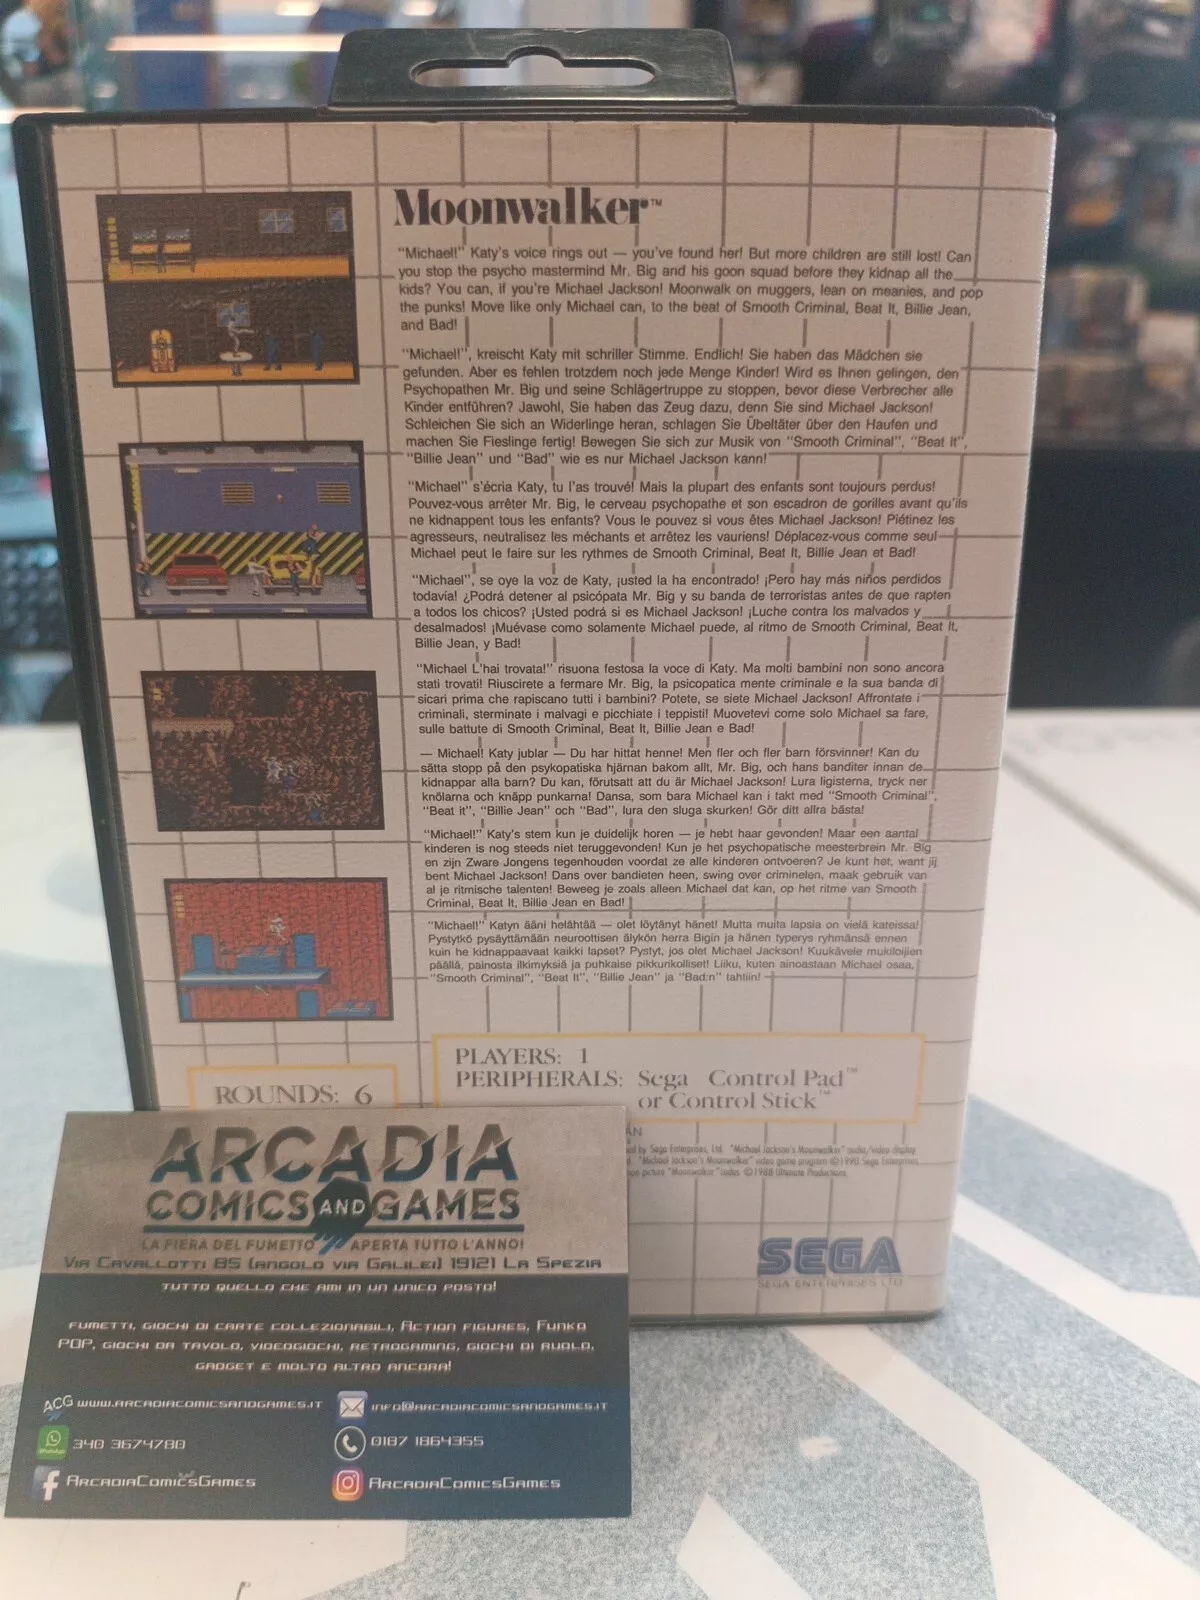 Moonwalker™
"Michael!" Katy's voice rings out — you've found her! But more children are still lost! Can
you stop the psycho mastermind Mr. Big and his goon squad before they kidnap all the
kids? You can, if you're Michael Jackson! Moonwalk on muggers, lean on meanies, and pop
the punks! Move like only Michael can, to the beat of Smooth Criminal, Beat It, Billie Jean,
and Bad!
"Michael!", kreischt Katy mit schriller Stimme. Endlich! Sie haben das Mädchen sie
gefunden. Aber es fehlen trotzdem noch jede Menge Kinder! Wird es Ihnen gelingen, den
Psychopathen Mr. Big und seine Schlägertruppe zu stoppen, bevor diese Verbrecher alle
Kinder entführen? Jawohl, Sie haben das Zeug dazu, denn Sie sind Michael Jackson!
Schleichen Sie sich an Widerlinge heran, schlagen Sie Übeltäter über den Haufen und
machen Sie Fieslinge fertig! Bewegen Sie sich zur Musik von "Smooth Criminal", "Beat It",
"Billie Jean" und "Bad" wie es nur Michael Jackson kann!
"Michael" s'écria Katy, tu l'as trouvé! Mais la plupart des enfants sont toujours perdus!
Pouvez-vous arrêter Mr. Big, le cerveau psychopathe et son escadron de gorilles avant qu'ils
ne kidnappent tous les enfants? Vous le pouvez si vous êtes Michael Jackson! Piétinez les
agresseurs, neutralisez les méchants et arrêtez les vauriens! Déplacez-vous comme seul
Michael peut le faire sur les rythmes de Smooth Criminal, Beat It, Billie Jean et Bad!
"Michael", se oye la voz de Katy, ¡usted la ha encontrado! ¡Pero hay más niños perdidos
todavía! ¿Podrá detener al psicópata Mr. Big y su banda de terroristas antes de que rapten
a todos los chicos? ¡Usted podrá si es Michael Jackson! ¡Luche contra los malvados y
desalmados! ¡Muévase como solamente Michael puede, al ritmo de Smooth Criminal, Beat It,
Billie Jean, y Bad!
"Michael L'hai trovata!" risuona festosa la voce di Katy. Ma molti bambini non sono ancora
stati trovati! Riuscirete a fermare Mr. Big, la psicopatica mente criminale e la sua banda di
sicari prima che rapiscano tutti i bambini? Potete, se siete Michael Jackson! Affrontate i
criminali, sterminate i malvagi e picchiate i teppisti! Muovetevi come solo Michael sa fare,
sulle battute di Smooth Criminal, Beat It, Billie Jean e Bad!
— Michael! Katy jublar — Du har hittat henne! Men fler och fler barn försvinner! Kan du
sätta stopp på den psykopatiska hjärnan bakom allt, Mr. Big, och hans banditer innan de
kidnappar alla barn? Du kan, förutsatt att du är Michael Jackson! Lura ligisterna, tryck ner
knölarna och knäpp punkarna! Dansa, som bara Michael kan i takt med "Smooth Criminal",
"Beat it", "Billie Jean" och "Bad", lura den sluga skurken! Gör ditt allra bästa!
"Michael!" Katy's stem kun je duidelijk horen — je hebt haar gevonden! Maar een aantal
kinderen is nog steeds niet teruggevonden! Kun je het psychopatische meesterbrein Mr. Big
en zijn Zware Jongens tegenhouden voordat ze alle kinderen ontvoeren? Je kunt het, want jij
bent Michael Jackson! Dans over bandieten heen, swing over criminelen, maak gebruik van
al je ritmische talenten! Beweeg je zoals alleen Michael dat kan, op het ritme van Smooth
Criminal, Beat It, Billie Jean en Bad!
"Michael!" Katyn ääni helähtää — olet löytänyt hänet! Mutta muita lapsia on vielä kateissa!
Pystytkö pysäyttämään neuroottisen älykön herra Bigin ja hänen typerys ryhmänsä ennen
kuin he kidnappaavat kaikki lapset? Pystyt, jos olet Michael Jackson! Kuukävele mukiloijien
päällä, painosta ilkimyksiä ja puhkaise pikkurikolliset! Liiku, kuten ainoastaan Michael osaa,
"Smooth Criminal", "Beat It", "Billie Jean" ja "Bad:n" tahtiin!
PLAYERS: 1
PERIPHERALS: Sega Control Pad™
or Control Stick™
ROUNDS: 6
AN
by Sega Enterprises, Ltd. "Michael Jackson's Moonwalker" audio/video display
"Michael Jackson's Moonwalker" video game program ©1990 Sega Enterprises,
picture "Moonwalker" Ludes ©1988 Ultimate Productions.
SEGA
SEGA ENTERPRISES LTD.
ARCADIA
COMICS AND GAMES
LA FIERA DEL FUMETTO APERTA TUTTO L'ANNO!
Via Cavallotti 85 (angolo via Galilei) 19121 La Spezia
TUTTO QUELLO CHE AMI IN UN UNICO POSTO!
FUMETTI, GIOCHI DI CARTE COLLEZIONABILI, ACTION FIGURES, FUNKO
POP, GIOCHI DA TAVOLO, VIDEOGIOCHI, RETROGAMING, GIOCHI DI RUOLO,
GADGET E MOLTO ALTRO ANCORA!
ACG www.arcadiacomicsandgames.it info@arcadiacomicsandgames.it
WhatsApp 340 3674780 0187 1864355
f ArcadiaComicsGames ArcadiaComicsGames